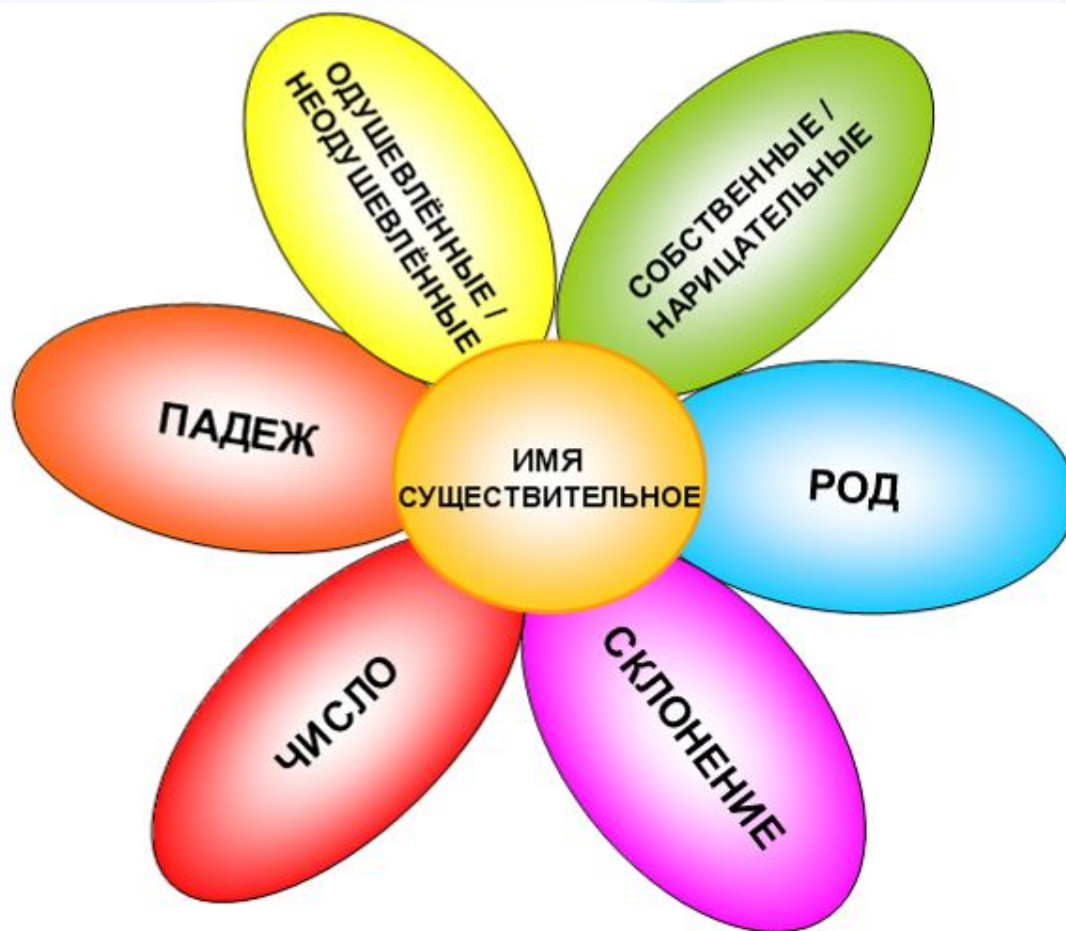 ОДУШЕВЛЁННЫЕ /
НЕОДУШЕВЛЁННЫЕ
СОБСТВЕННЫЕ /
НАРИЦАТЕЛЬНЫЕ
ПАДЕЖ
ИМЯ
СУЩЕСТВИТЕЛЬНОЕ
РОД
ЧИСЛО
СКЛОНЕНИЕ